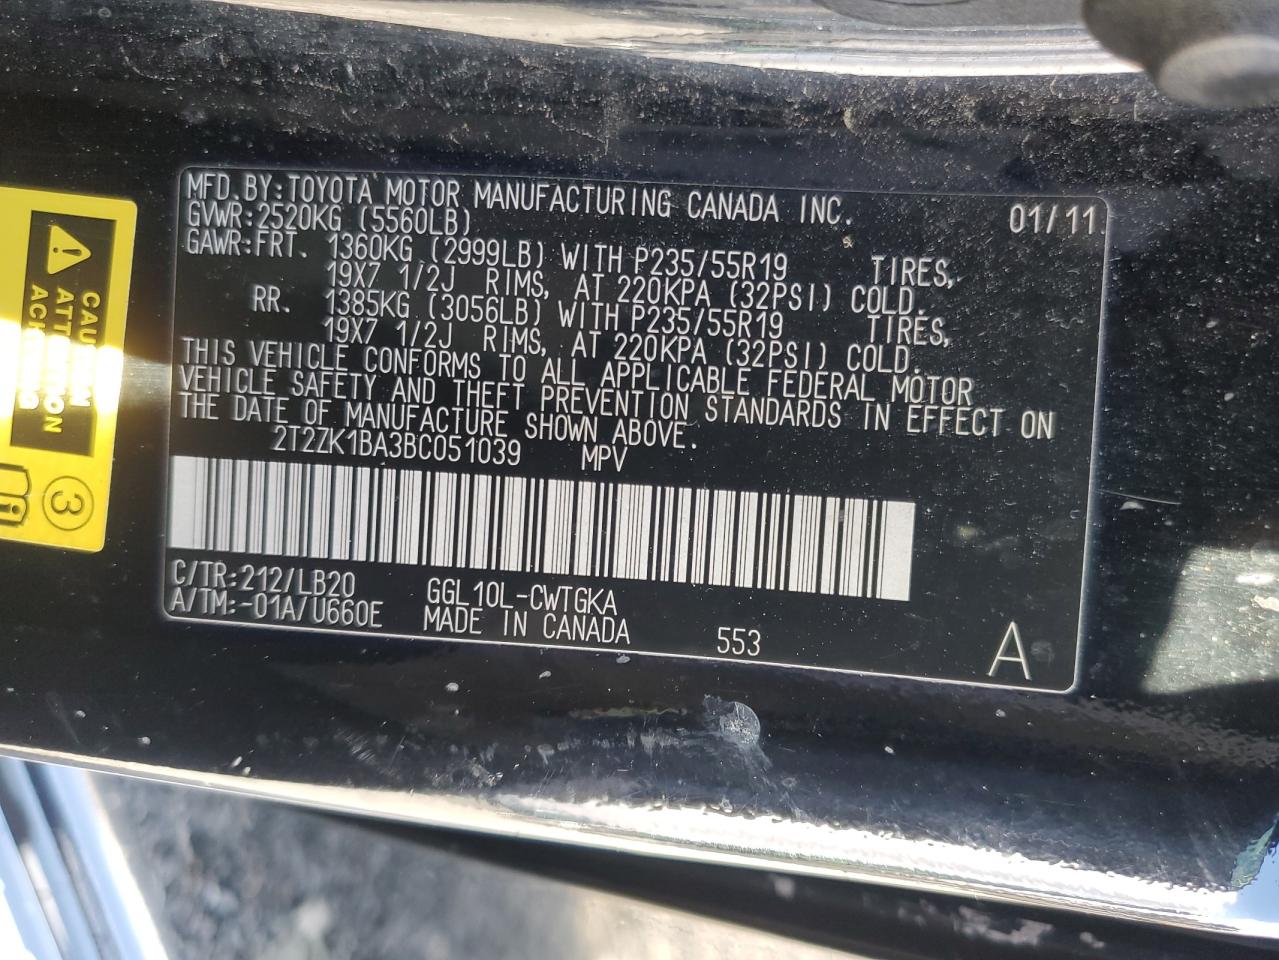 MFD.BY:TOYOTA MOTOR MANUFACTURING CANADA INC. 01/11
GVWR:2520KG (5560LB)
GAWR:FRT. 1360KG (2999LB) WITH P235/55R19 TIRES,
19X7 1/2J RIMS, AT 220KPA (32PSI) COLD.
RR. 1385KG (3056LB) WITH P235/55R19 TIRES,
19X7 1/2J RIMS, AT 220KPA (32PSI) COLD.
THIS VEHICLE CONFORMS TO ALL APPLICABLE FEDERAL MOTOR
VEHICLE SAFETY AND THEFT PREVENTION STANDARDS IN EFFECT ON
THE DATE OF MANUFACTURE SHOWN ABOVE.
2T2ZK1BA3BC051039 MPV
C/TR:212/LB20 GGL10L-CWTGKA
A/TM:-01A/U660E MADE IN CANADA 553 A
CAUTION
ATTENTION
ACHTUNG
3